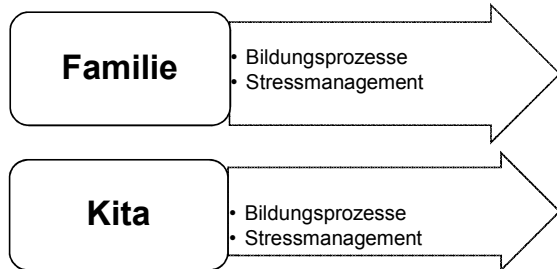 Familie
• Bildungsprozesse
• Stressmanagement
Kita
• Bildungsprozesse
• Stressmanagement